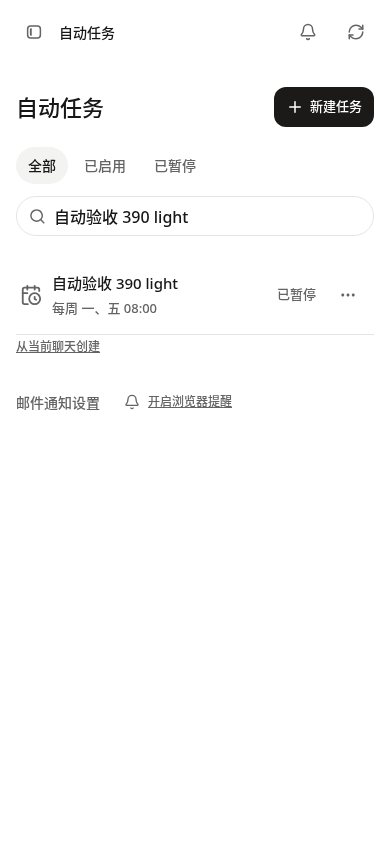 自动任务
自动任务
新建任务
全部 已启用 已暂停
自动验收 390 light
自动验收 390 light
每周 一、五 08:00
已暂停
从当前聊天创建
邮件通知设置 开启浏览器提醒